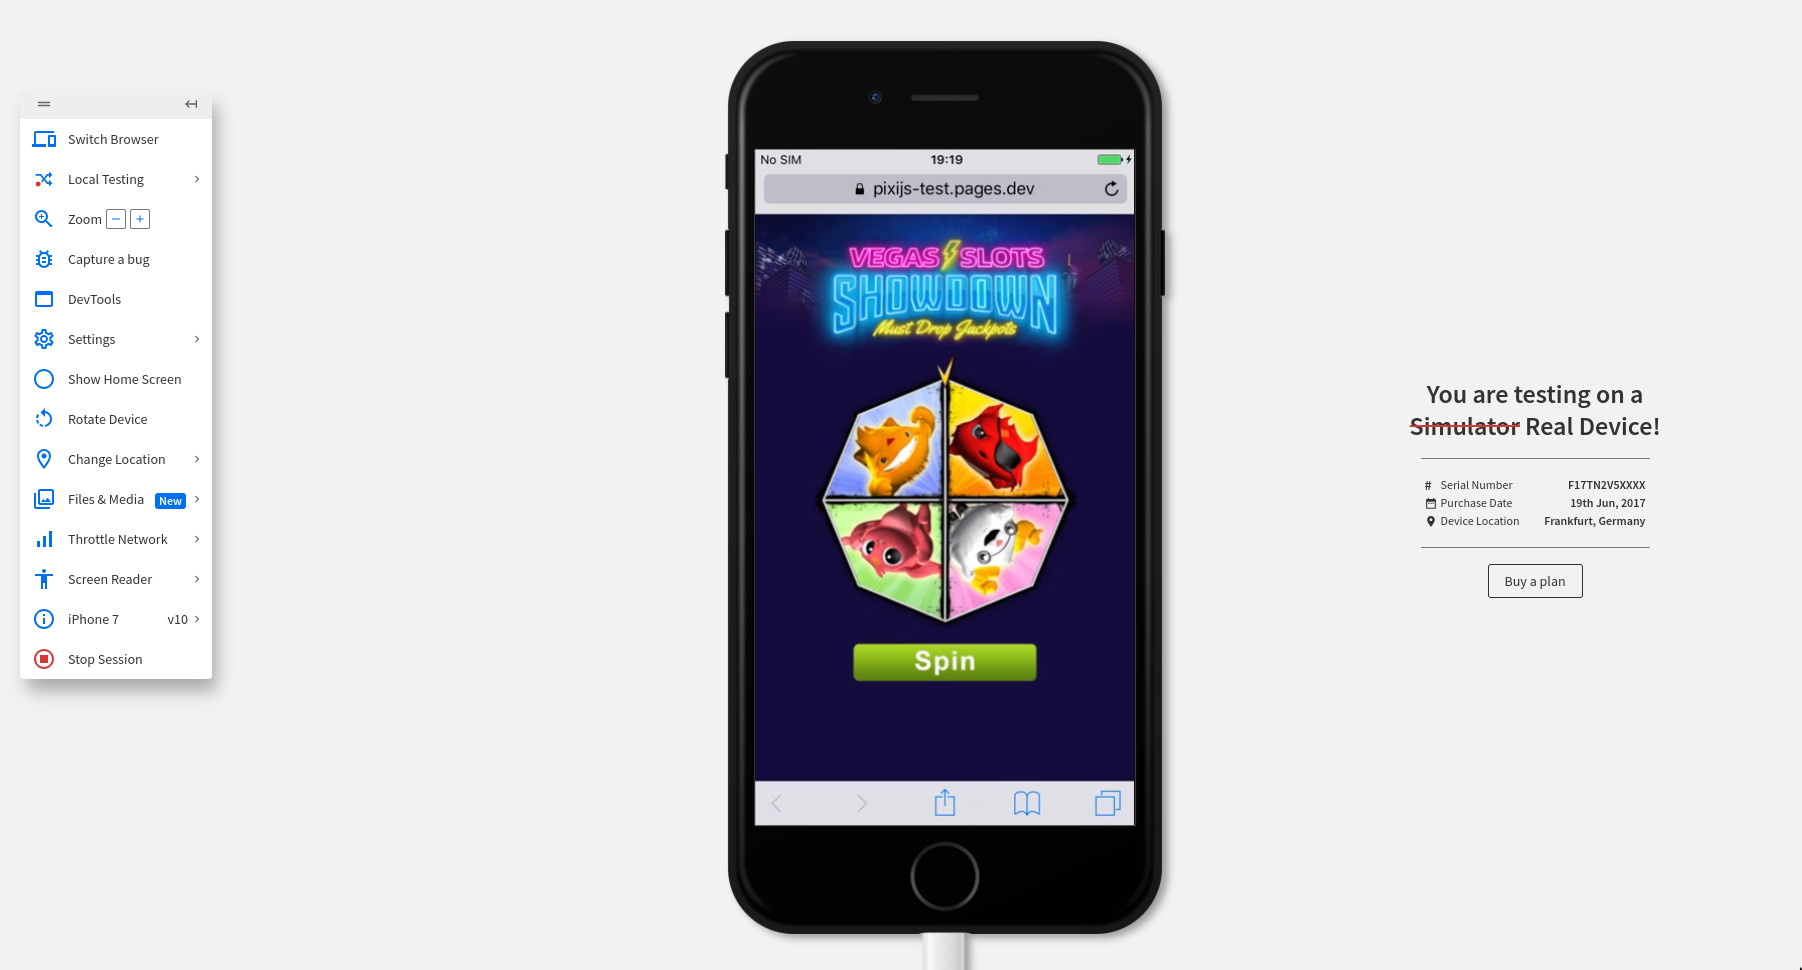 Switch Browser
Local Testing
Zoom
Capture a bug
DevTools
Settings
Show Home Screen
Rotate Device
Change Location
Files & Media New
Throttle Network
Screen Reader
iPhone 7 v10
Stop Session
No SIM 19:19
pixijs-test.pages.dev
VEGAS SLOTS
SHOWDOWN
Must Drop Jackpots
Spin
You are testing on a
Simulator Real Device!
# Serial Number F17TN2V5XXXX
Purchase Date 19th Jun, 2017
Device Location Frankfurt, Germany
Buy a plan